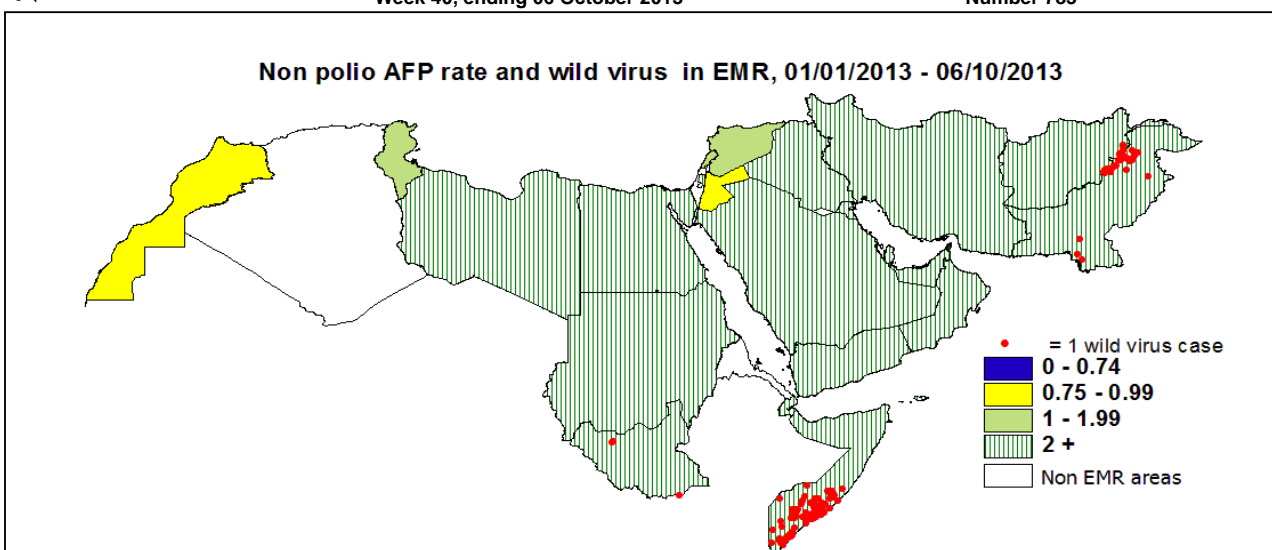 Non polio AFP rate and wild virus in EMR, 01/01/2013 - 06/10/2013
= 1 wild virus case
0 - 0.74
0.75 - 0.99
1 - 1.99
2 +
Non EMR areas